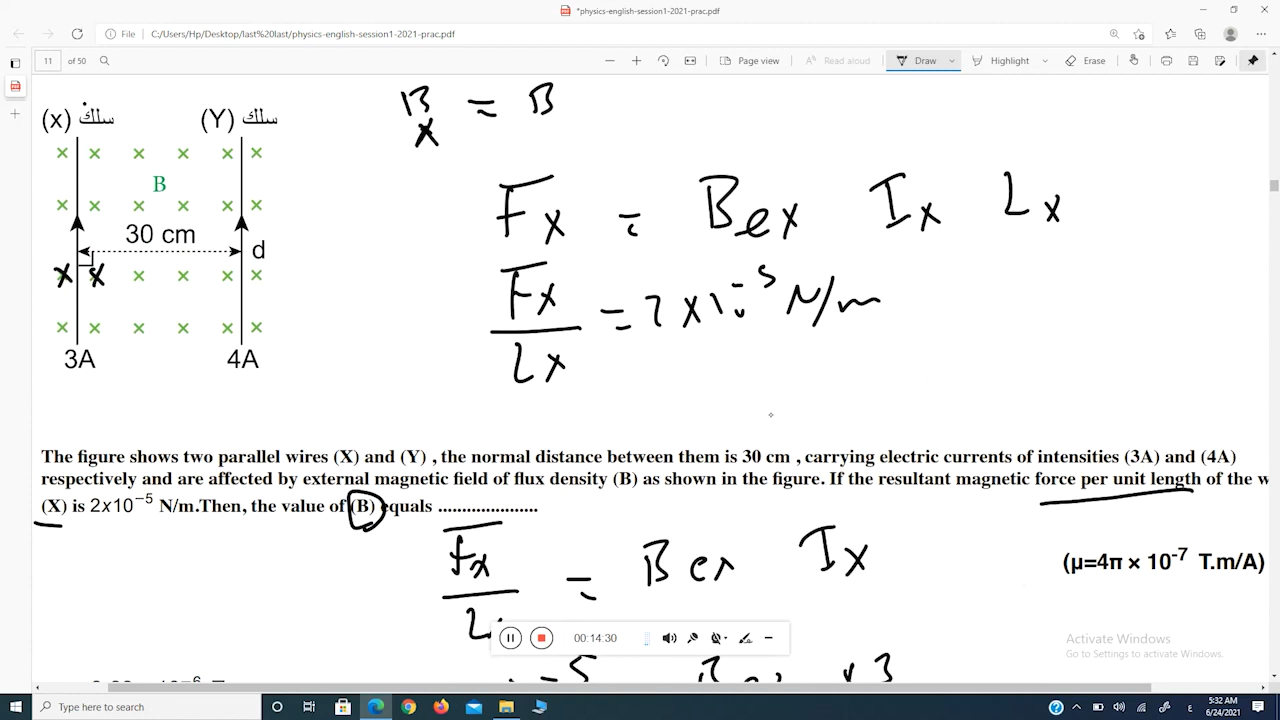 *physics-english-session1-2021-prac.pdf
File | C:/Users/Hp/Desktop/last%20last/physics-english-session1-2021-prac.pdf
11 of 50 Page view Read aloud Draw Highlight Erase
B = B
x
(x) سلك (Y) سلك
B
Fx = Bex Ix Lx
30 cm
d
x x
Fx = 2 x10-5 N/m
Lx
3A 4A
The figure shows two parallel wires (X) and (Y) , the normal distance between them is 30 cm , carrying electric currents of intensities (3A) and (4A)
respectively and are affected by external magnetic field of flux density (B) as shown in the figure. If the resultant magnetic force per unit length of the w
(X) is 2x10−5 N/m.Then, the value of (B) equals ......................
Fx = Bex Ix
(μ=4π × 10-7 T.m/A)
00:14:30
Activate Windows
Go to Settings to activate Windows.
Type here to search
5:32 AM
6/24/2021